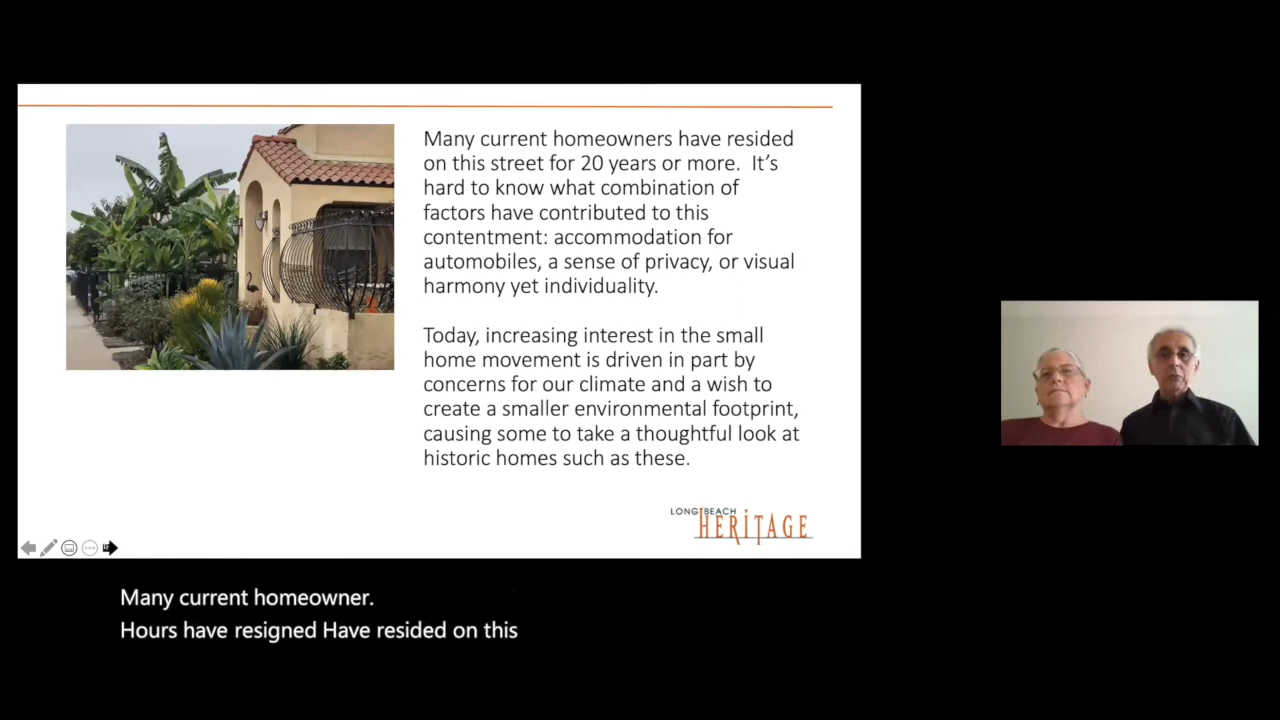 Many current homeowners have resided
on this street for 20 years or more.  It’s
hard to know what combination of
factors have contributed to this
contentment: accommodation for
automobiles, a sense of privacy, or visual
harmony yet individuality.
Today, increasing interest in the small
home movement is driven in part by
concerns for our climate and a wish to
create a smaller environmental footprint,
causing some to take a thoughtful look at
historic homes such as these.
LONG BEACH
HERITAGE
Many current homeowner.
Hours have resigned Have resided on this